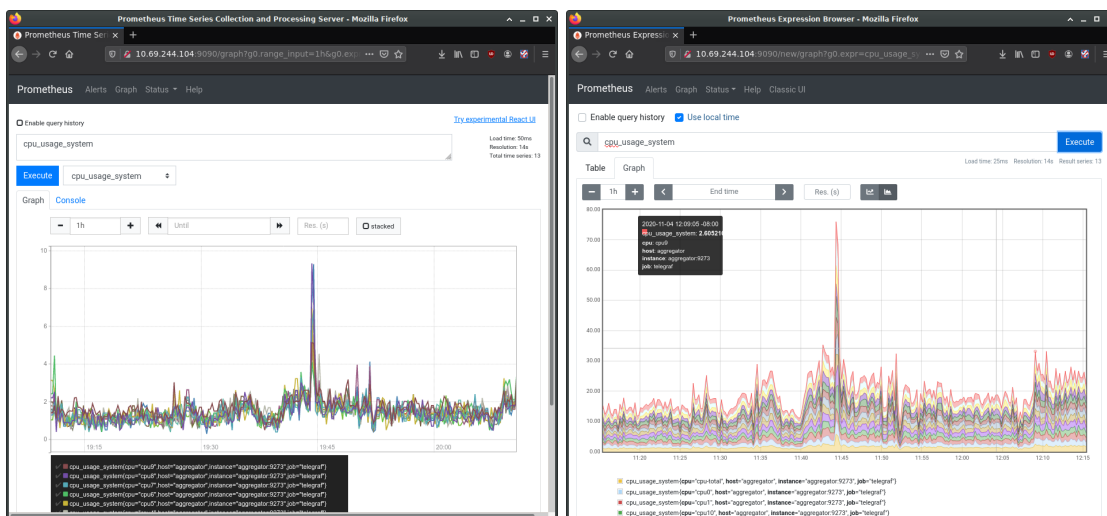 Prometheus Time Series Collection and Processing Server - Mozilla Firefox
Prometheus Time Seri
10.69.244.104:9090/graph?g0.range_input=1h&g0.exp
Prometheus Alerts Graph Status Help
Enable query history
Try experimental React UI
cpu_usage_system
Load time: 50ms
Resolution: 14s
Total time series: 13
Execute cpu_usage_system
Graph Console
1h Until Res. (s) stacked
10
8
6
4
2
0
19:15 19:30 19:45 20:00
cpu_usage_system{cpu="cpu9",host="aggregator",instance="aggregator:9273",job="telegraf"}
cpu_usage_system{cpu="cpu8",host="aggregator",instance="aggregator:9273",job="telegraf"}
cpu_usage_system{cpu="cpu7",host="aggregator",instance="aggregator:9273",job="telegraf"}
cpu_usage_system{cpu="cpu6",host="aggregator",instance="aggregator:9273",job="telegraf"}
cpu_usage_system{cpu="cpu5",host="aggregator",instance="aggregator:9273",job="telegraf"}
Prometheus Expression Browser - Mozilla Firefox
Prometheus Expressio
10.69.244.104:9090/new/graph?g0.expr=cpu_usage_sy
Prometheus Alerts Graph Status Help Classic UI
Enable query history Use local time
cpu_usage_system Execute
Load time: 25ms Resolution: 14s Result series: 13
Table Graph
1h End time Res. (s)
80.00
70.00
60.00
50.00
40.00
30.00
20.00
10.00
0.00
2020-11-04 12:09:05 -08:00
cpu_usage_system: 2.605210
cpu: cpu9
host: aggregator
instance: aggregator:9273
job: telegraf
11:20 11:25 11:30 11:35 11:40 11:45 11:50 11:55 12:00 12:05 12:10 12:15
cpu_usage_system{cpu="cpu-total", host="aggregator", instance="aggregator:9273", job="telegraf"}
cpu_usage_system{cpu="cpu0", host="aggregator", instance="aggregator:9273", job="telegraf"}
cpu_usage_system{cpu="cpu1", host="aggregator", instance="aggregator:9273", job="telegraf"}
cpu_usage_system{cpu="cpu10", host="aggregator", instance="aggregator:9273", job="telegraf"}